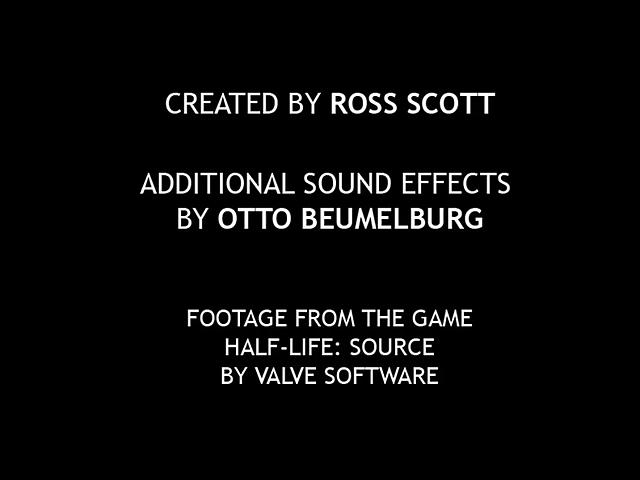 CREATED BY ROSS SCOTT
ADDITIONAL SOUND EFFECTS
BY OTTO BEUMELBURG
FOOTAGE FROM THE GAME
HALF-LIFE: SOURCE
BY VALVE SOFTWARE